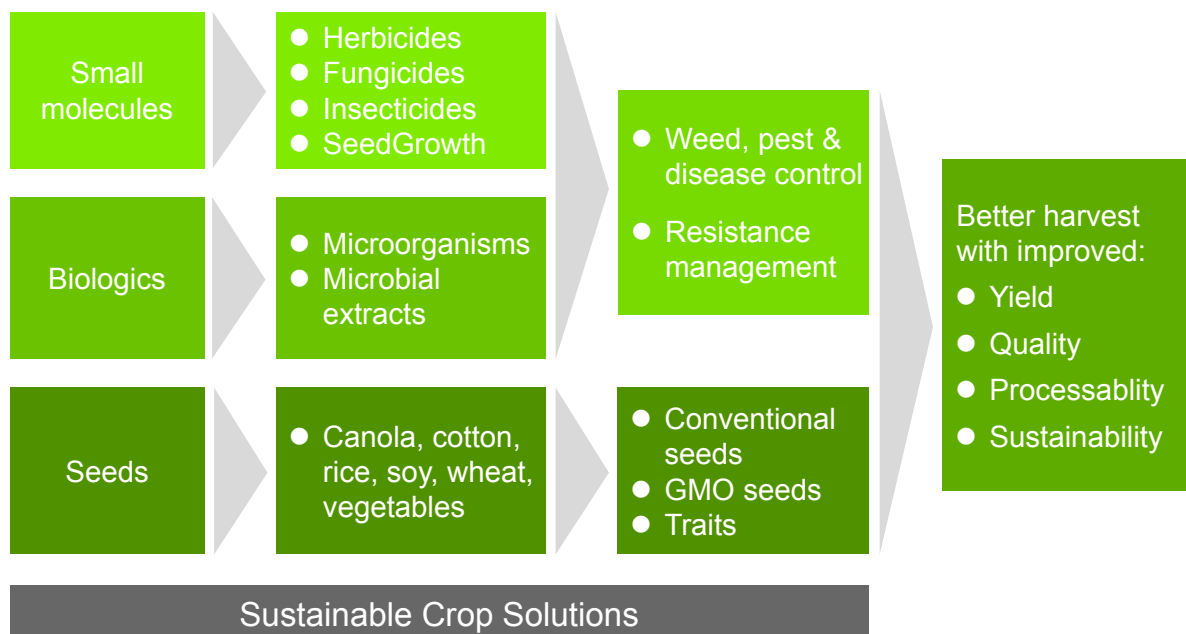 Small
molecules
● Herbicides
● Fungicides
● Insecticides
● SeedGrowth
Biologics
● Microorganisms
● Microbial
extracts
● Weed, pest &
disease control
● Resistance
management
Seeds
● Canola, cotton,
rice, soy, wheat,
vegetables
● Conventional
seeds
● GMO seeds
● Traits
Better harvest
with improved:
● Yield
● Quality
● Processablity
● Sustainability
Sustainable Crop Solutions